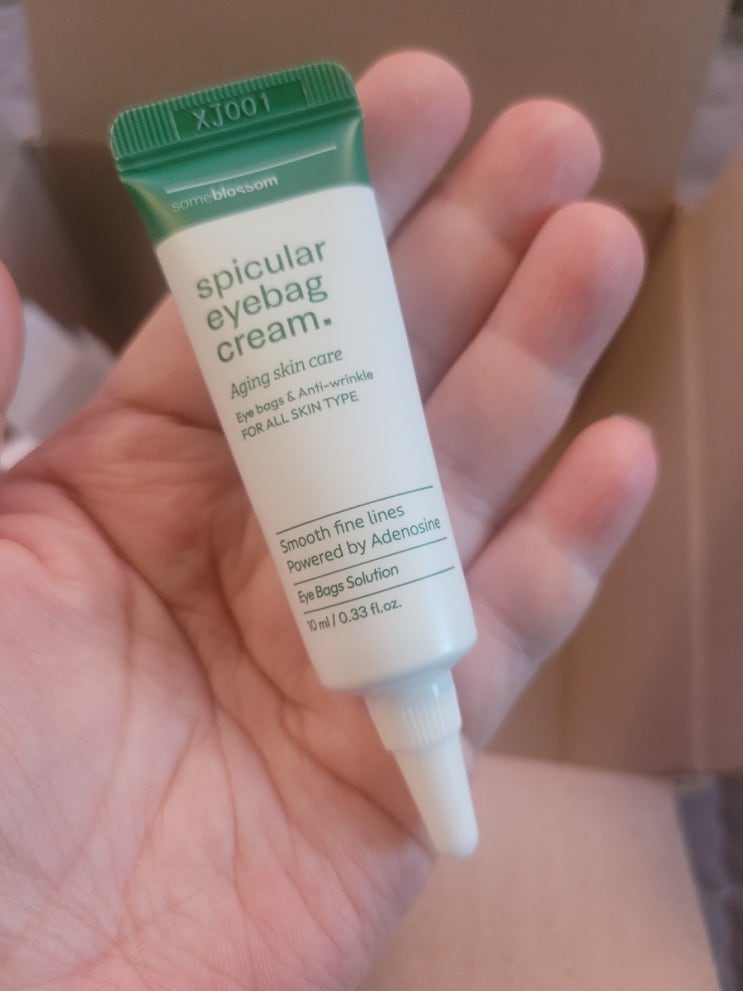 XJ001
someblossom
spicular
eyebag
cream.
Aging skin care
Eye bags & Anti-wrinkle
FOR ALL SKIN TYPE
Smooth fine lines
Powered by Adenosine
Eye Bags Solution
10 ml / 0.33 fl.oz.